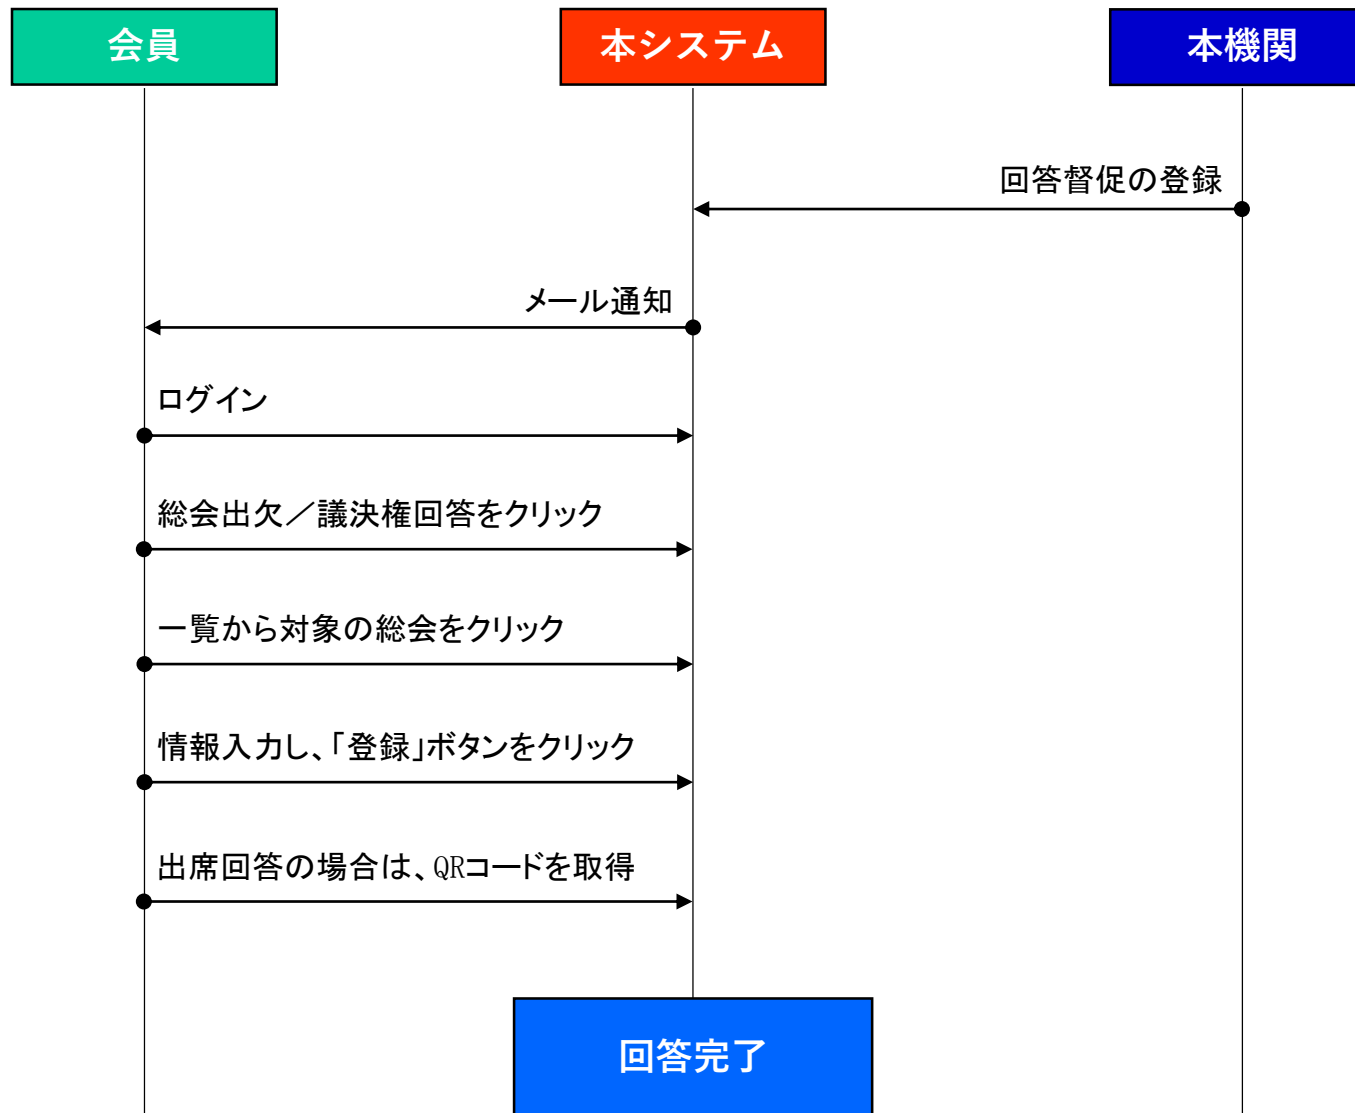 会員
本システム
本機関
回答督促の登録
メール通知
ログイン
総会出欠／議決権回答をクリック
一覧から対象の総会をクリック
情報入力し、「登録」ボタンをクリック
出席回答の場合は、QRコードを取得
回答完了